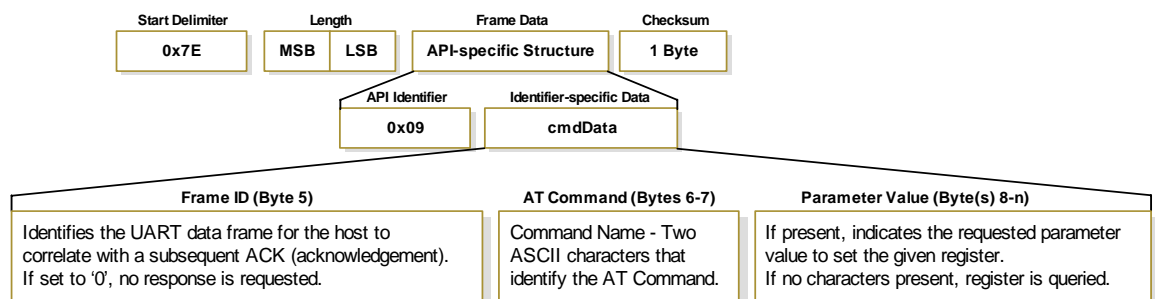 Start Delimiter Length Frame Data Checksum
0x7E MSB LSB API-specific Structure 1 Byte
API Identifier Identifier-specific Data
0x09 cmdData
Frame ID (Byte 5)
Identifies the UART data frame for the host to
correlate with a subsequent ACK (acknowledgement).
If set to ‘0’, no response is requested.
AT Command (Bytes 6-7)
Command Name - Two
ASCII characters that
identify the AT Command.
Parameter Value (Byte(s) 8-n)
If present, indicates the requested parameter
value to set the given register.
If no characters present, register is queried.